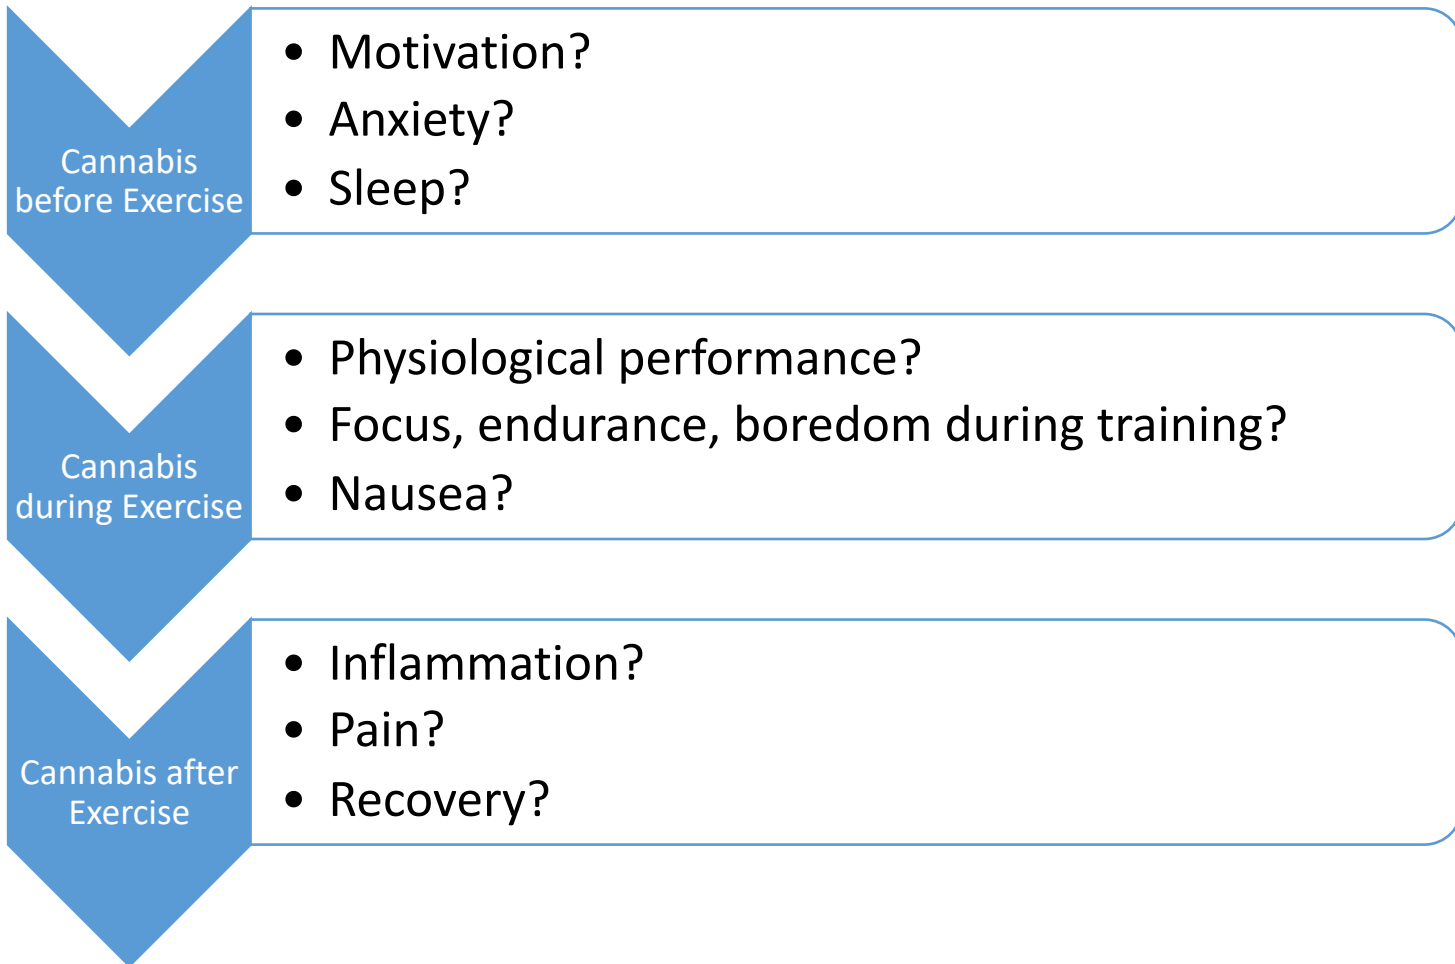 Cannabis
before Exercise
• Motivation?
• Anxiety?
• Sleep?
Cannabis
during Exercise
• Physiological performance?
• Focus, endurance, boredom during training?
• Nausea?
Cannabis after
Exercise
• Inflammation?
• Pain?
• Recovery?